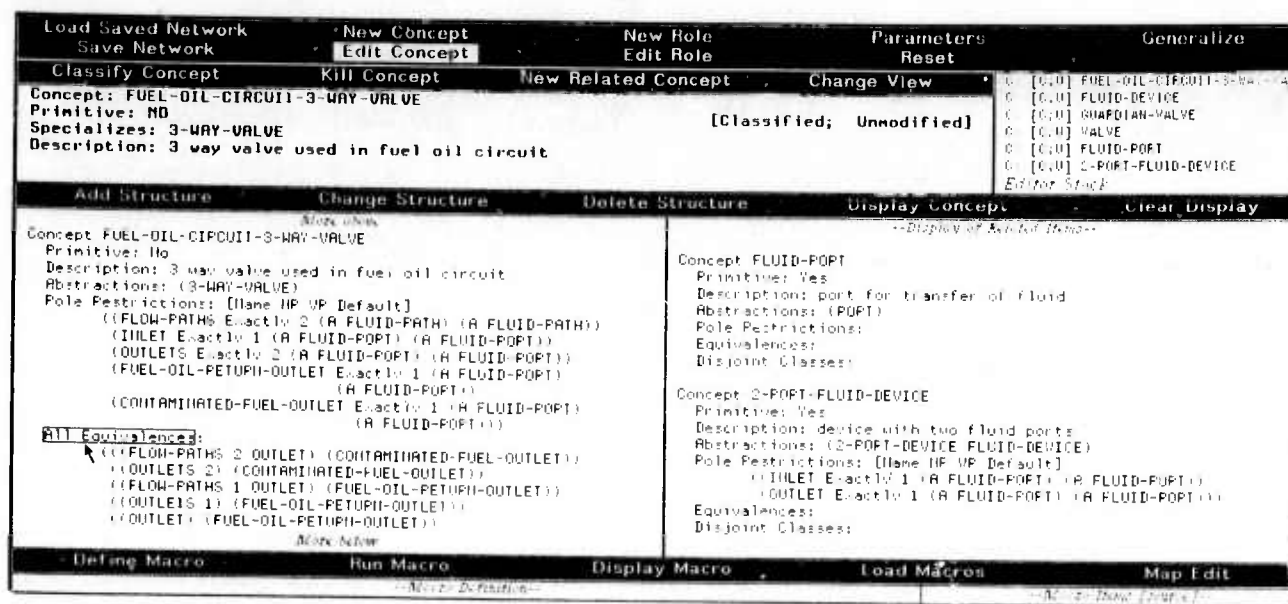 Load Saved Network New Concept New Role Parameters Generalize
Save Network Edit Concept Edit Role Reset
Classify Concept Kill Concept New Related Concept Change View
Concept: FUEL-OIL-CIRCUIT-3-WAY-VALVE
Primitive: NO
Specializes: 3-WAY-VALVE [Classified; Unmodified]
Description: 3 way valve used in fuel oil circuit
[C,U] FUEL-OIL-CIRCUIT-3-WAY-
C [C,U] FLUID-DEVICE
C [C,U] GUARDIAN-VALVE
C [C,U] VALVE
C [C,U] FLUID-PORT
C [C,U] 2-PORT-FLUID-DEVICE
Editor Stack
Add Structure Change Structure Delete Structure Display Concept Clear Display
More above
Concept FUEL-OIL-CIRCUIT-3-WAY-VALVE
Primitive: No
Description: 3 way valve used in fuel oil circuit
Abstractions: (3-WAY-VALVE)
Role Restrictions: [Name NR VR Default]
((FLOW-PATHS Exactly 2 (A FLUID-PATH) (A FLUID-PATH))
(INLET Exactly 1 (A FLUID-PORT) (A FLUID-PORT))
(OUTLETS Exactly 2 (A FLUID-PORT) (A FLUID-PORT))
(FUEL-OIL-RETURN-OUTLET Exactly 1 (A FLUID-PORT)
(A FLUID-PORT))
(CONTAMINATED-FUEL-OUTLET Exactly 1 (A FLUID-PORT)
(A FLUID-PORT)))
All Equivalences:
(((FLOW-PATHS 2 OUTLET) (CONTAMINATED-FUEL-OUTLET))
((OUTLETS 2) (CONTAMINATED-FUEL-OUTLET))
((FLOW-PATHS 1 OUTLET) (FUEL-OIL-RETURN-OUTLET))
((OUTLETS 1) (FUEL-OIL-RETURN-OUTLET))
((OUTLET) (FUEL-OIL-RETURN-OUTLET))
More below
--Display of Related Items--
Concept FLUID-PORT
Primitive: Yes
Description: port for transfer of fluid
Abstractions: (PORT)
Role Restrictions:
Equivalences:
Disjoint Classes:
Concept 2-PORT-FLUID-DEVICE
Primitive: Yes
Description: device with two fluid ports
Abstractions: (2-PORT-DEVICE FLUID-DEVICE)
Role Restrictions: [Name NR VR Default]
((INLET Exactly 1 (A FLUID-PORT) (A FLUID-PORT))
(OUTLET Exactly 1 (A FLUID-PORT) (A FLUID-PORT)))
Equivalences:
Disjoint Classes:
Define Macro Run Macro Display Macro Load Macros Map Edit
--Macro Definition--